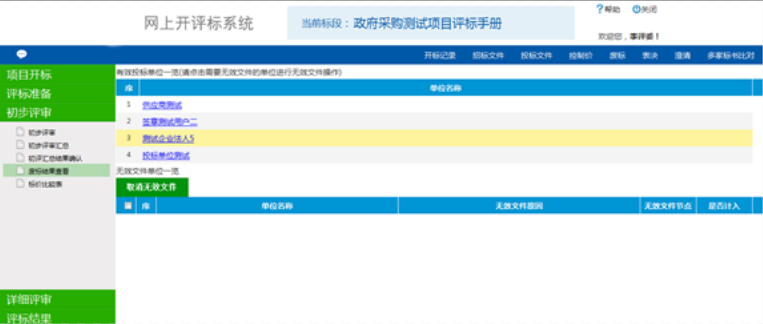 网上开评标系统
当前标段：政府采购测试项目评标手册
帮助 关闭
欢迎您，李评委！
开标记录 招标文件 投标文件 控制价 废标 表决 澄清 多家标书比对
项目开标
评标准备
初步评审
初步评审
初步评审汇总
初评汇总结果确认
废标结果查看
标价比较表
详细评审
评标结果
有效投标单位一览(请点击需要无效文件的单位进行无效文件操作)
序 单位名称
1 供应商测试
2 签章测试用户二
3 测试企业法人5
4 投标单位测试
无效文件单位一览
取消无效文件
序 单位名称 无效文件原因 无效文件节点 是否计入